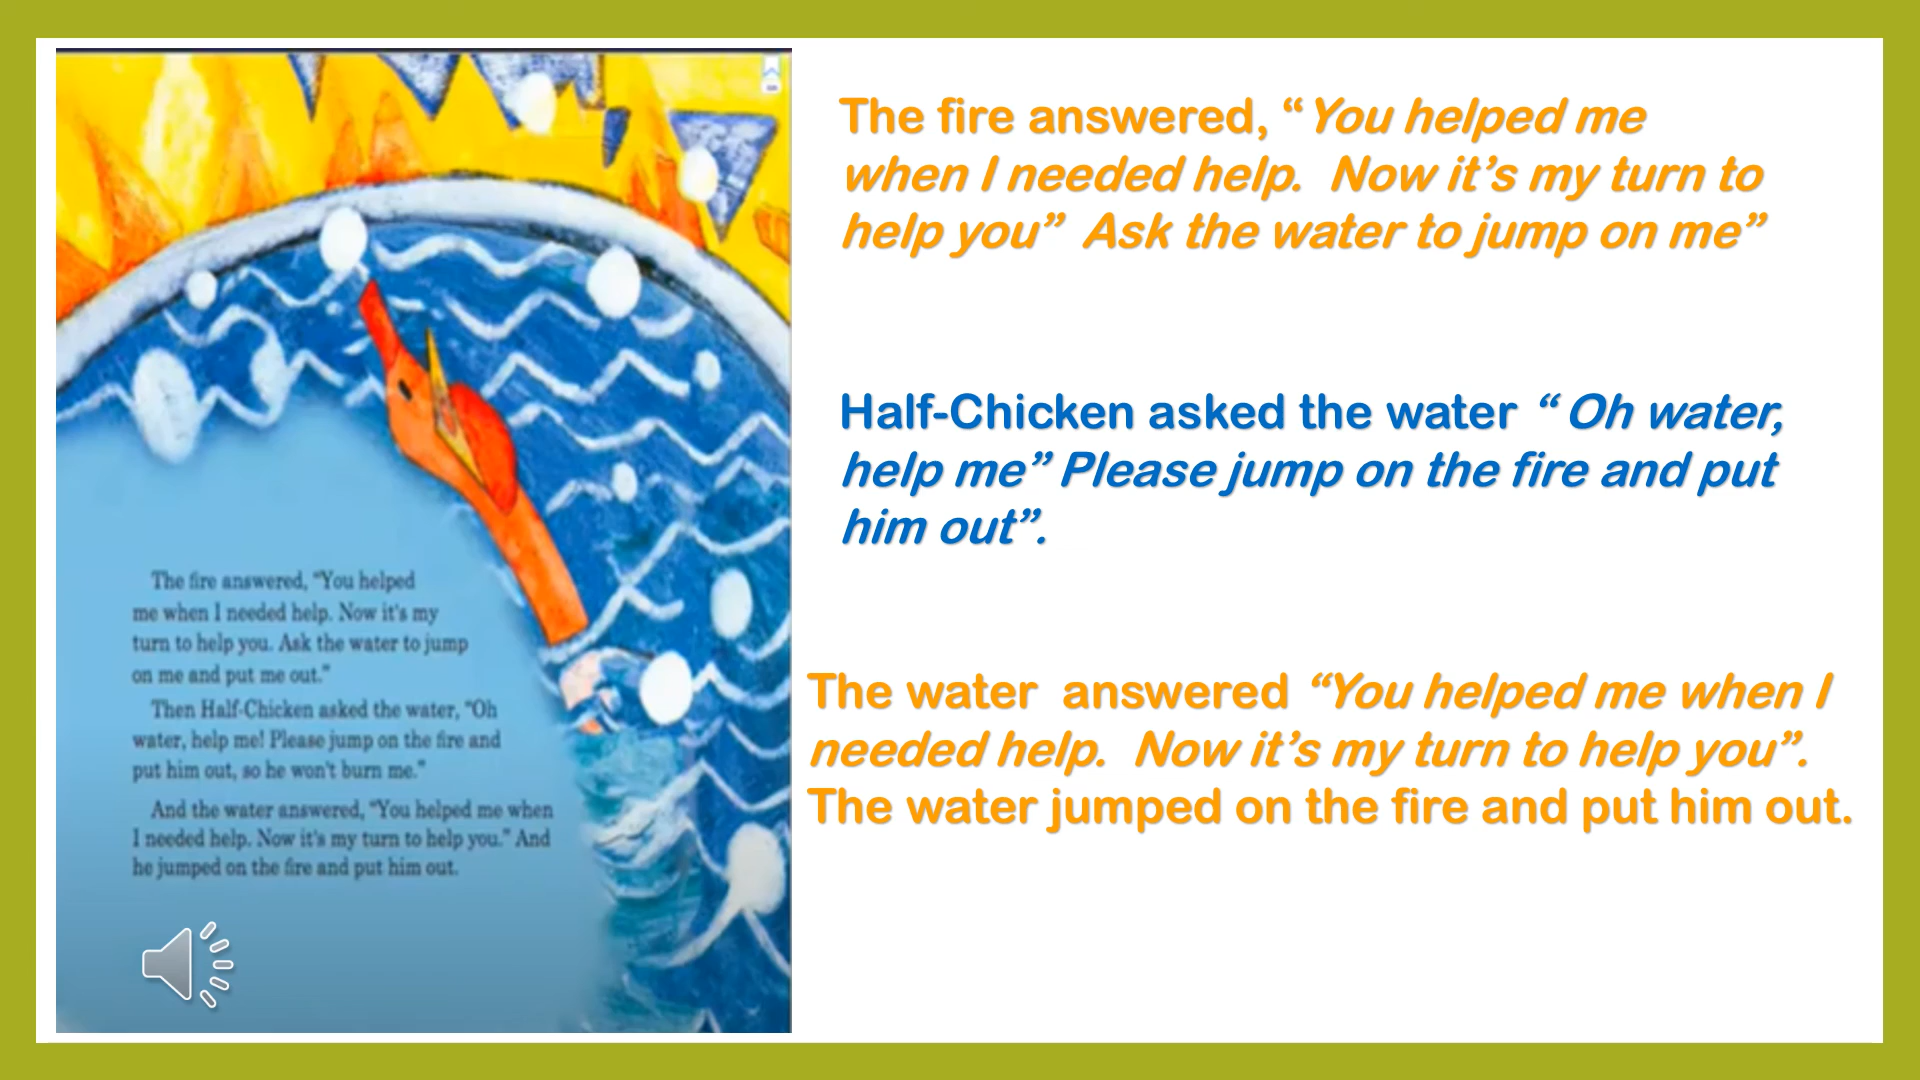 The fire answered, "You helped
me when I needed help. Now it's my
turn to help you. Ask the water to jump
on me and put me out."
Then Half-Chicken asked the water, "Oh
water, help me! Please jump on the fire and
put him out, so he won't burn me."
And the water answered, "You helped me when
I needed help. Now it's my turn to help you." And
he jumped on the fire and put him out.
The fire answered, “You helped me
when I needed help.  Now it’s my turn to
help you”  Ask the water to jump on me”
Half-Chicken asked the water “ Oh water,
help me” Please jump on the fire and put
him out”.
The water  answered “You helped me when I
needed help.  Now it’s my turn to help you”.
The water jumped on the fire and put him out.